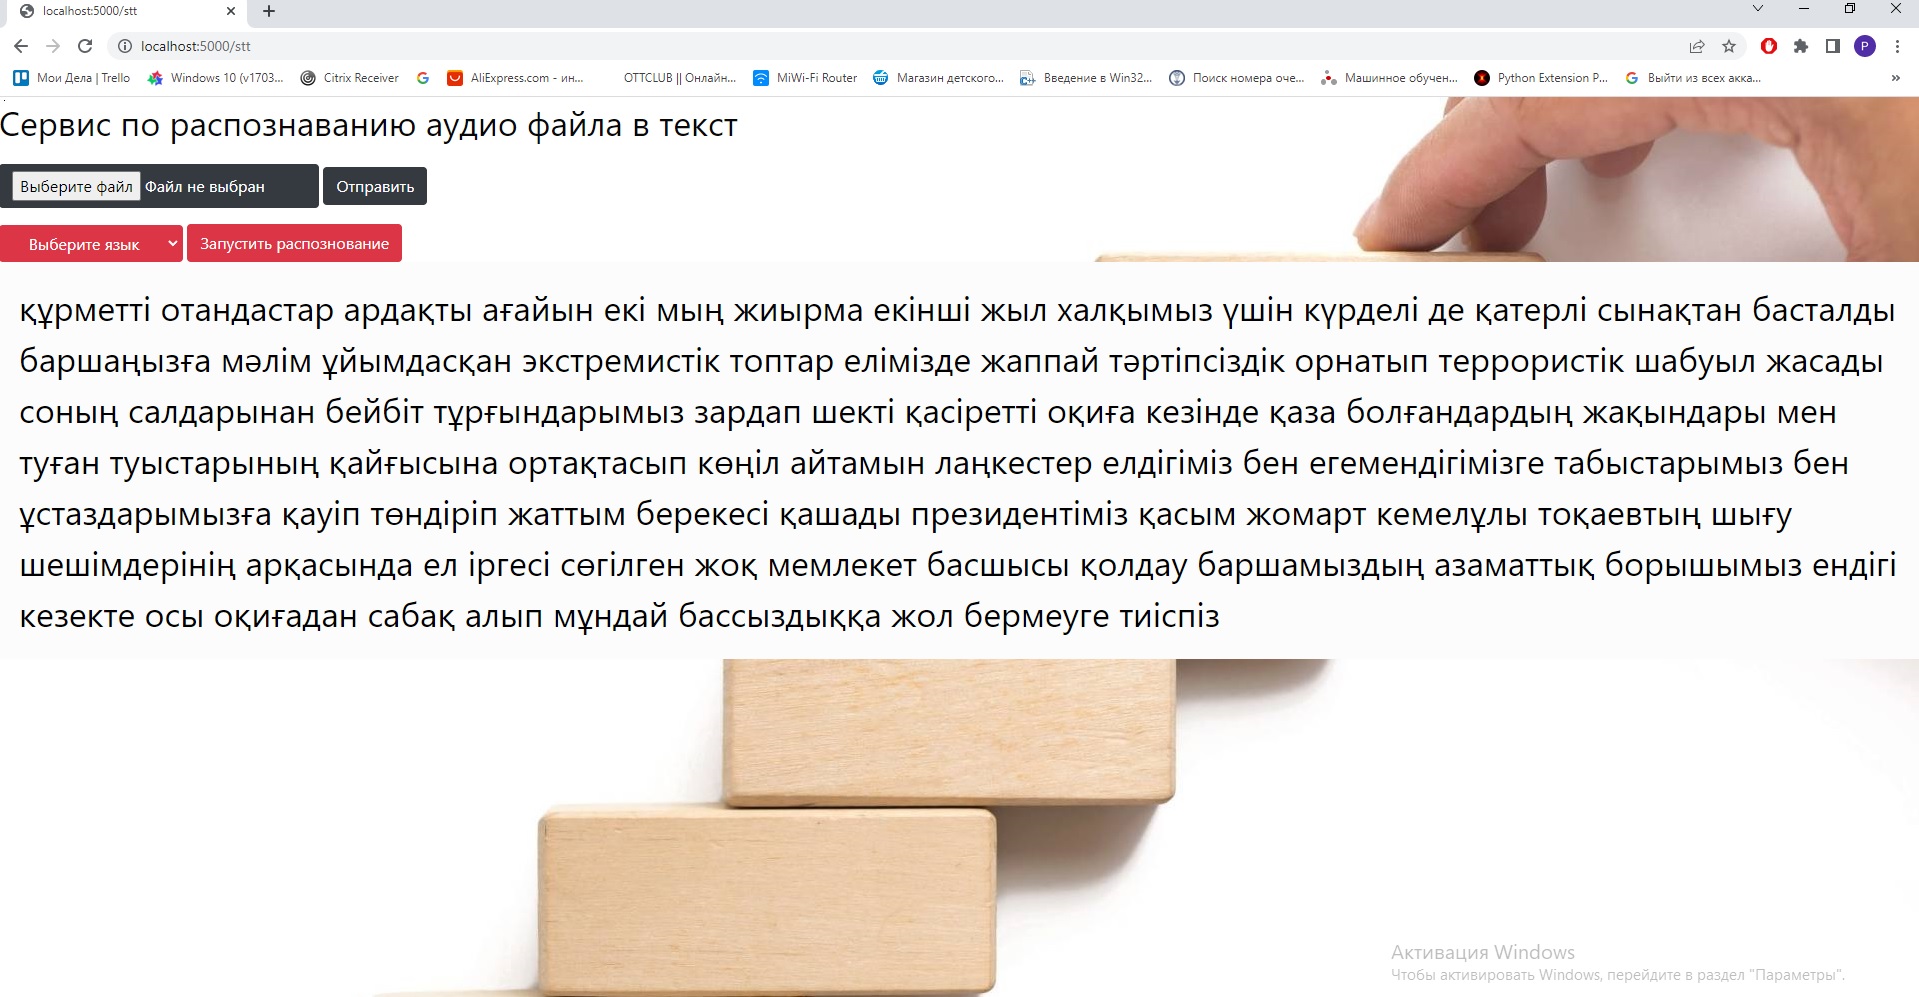 localhost:5000/stt
localhost:5000/stt
P
Мои Дела | Trello
Windows 10 (v1703...
Citrix Receiver
AliExpress.com - ин...
OTTCLUB || Онлайн...
MiWi-Fi Router
Магазин детского...
Введение в Win32...
Поиск номера оче...
Машинное обучен...
Python Extension P...
Выйти из всех акка...
Сервис по распознаванию аудио файла в текст
Выберите файл Файл не выбран Отправить
Выберите язык Запустить распознование
құрметті отандастар ардақты ағайын екі мың жиырма екінші жыл халқымыз үшін күрделі де қатерлі сынақтан басталды
баршаңызға мәлім ұйымдасқан экстремистік топтар елімізде жаппай тәртіпсіздік орнатып террористік шабуыл жасады
соның салдарынан бейбіт тұрғындарымыз зардап шекті қасіретті оқиға кезінде қаза болғандардың жақындары мен
туған туыстарының қайғысына ортақтасып көңіл айтамын лаңкестер елдігіміз бен егемендігімізге табыстарымыз бен
ұстаздарымызға қауіп төндіріп жаттым берекесі қашады президентіміз қасым жомарт кемелұлы тоқаевтың шығу
шешімдерінің арқасында ел іргесі сөгілген жоқ мемлекет басшысы қолдау баршамыздың азаматтық борышымыз ендігі
кезекте осы оқиғадан сабақ алып мұндай бассыздыққа жол бермеуге тиіспіз
Активация Windows
Чтобы активировать Windows, перейдите в раздел "Параметры".